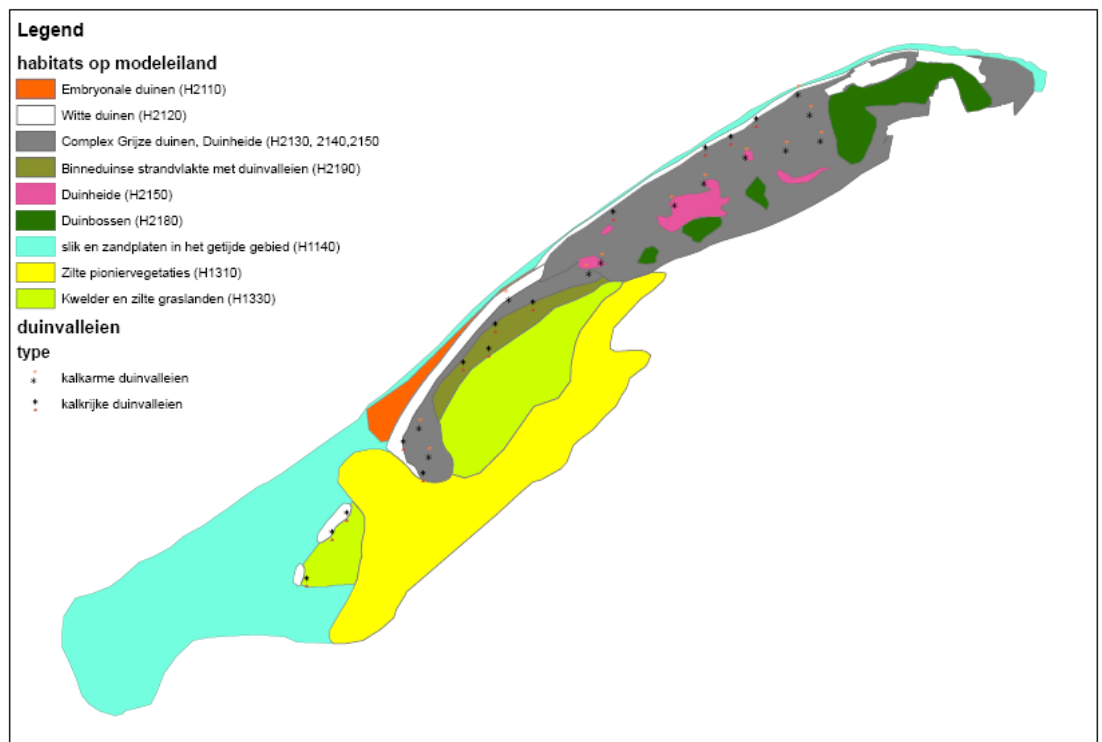 Legend
habitats op modeleiland
Embryonale duinen (H2110)
Witte duinen (H2120)
Complex Grijze duinen, Duinheide (H2130, 2140,2150
Binneduinse strandvlakte met duinvalleien (H2190)
Duinheide (H2150)
Duinbossen (H2180)
slik en zandplaten in het getijde gebied (H1140)
Zilte pioniervegetaties (H1310)
Kwelder en zilte graslanden (H1330)
duinvalleien
type
kalkarme duinvalleien
kalkrijke duinvalleien